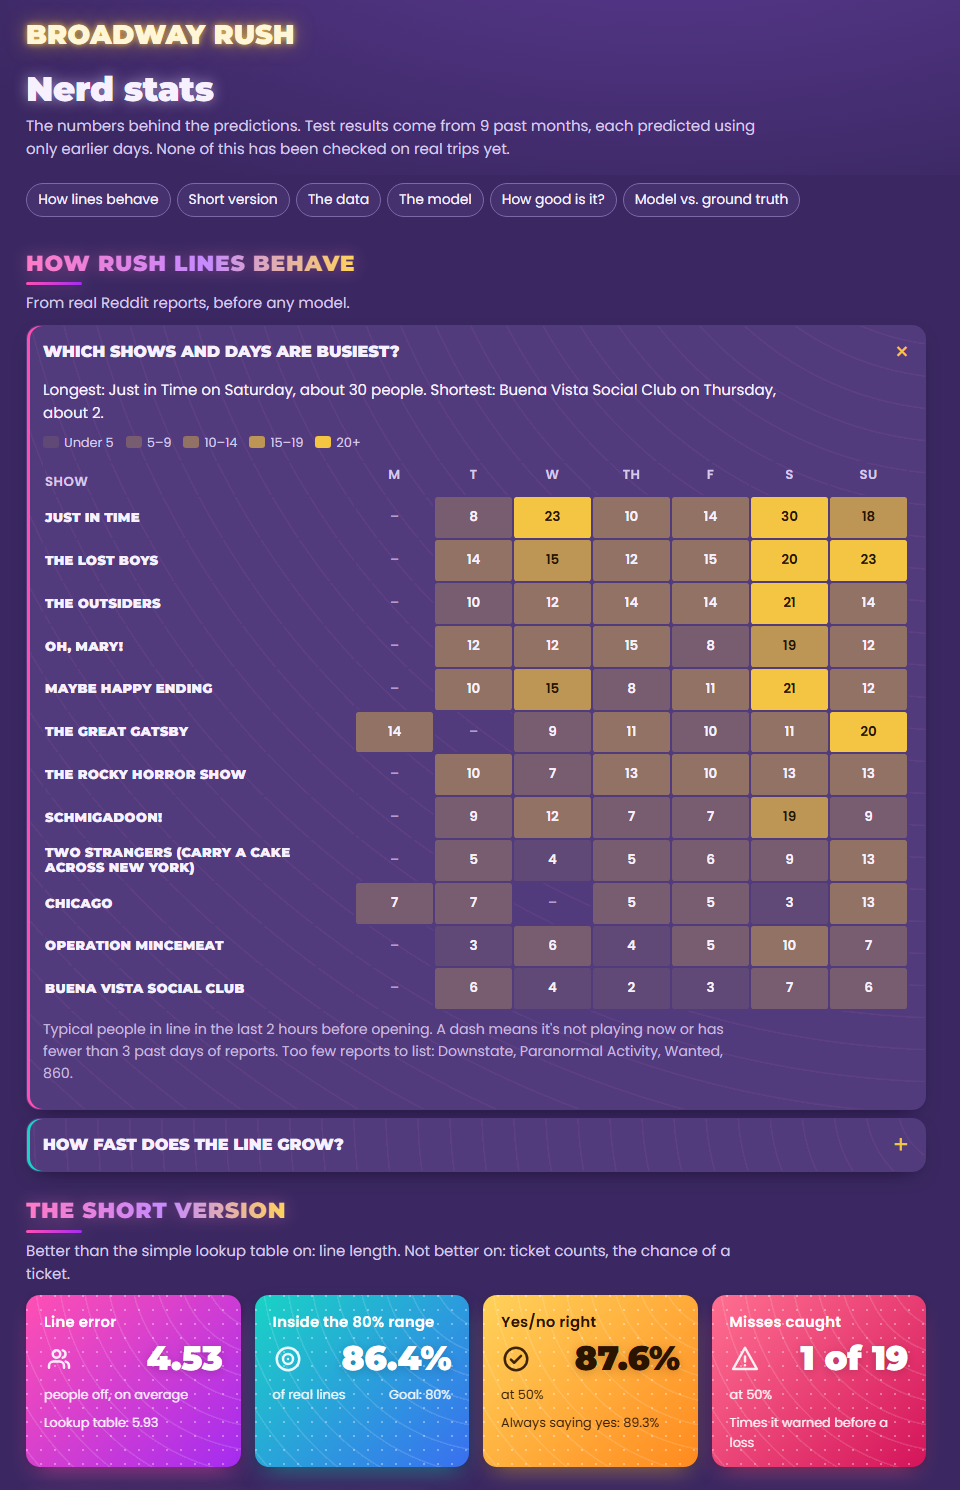 BROADWAY RUSH
Nerd stats
The numbers behind the predictions. Test results come from 9 past months, each predicted using
only earlier days. None of this has been checked on real trips yet.
How lines behave Short version The data The model How good is it? Model vs. ground truth
HOW RUSH LINES BEHAVE
From real Reddit reports, before any model.
WHICH SHOWS AND DAYS ARE BUSIEST? ×
Longest: Just in Time on Saturday, about 30 people. Shortest: Buena Vista Social Club on Thursday,
about 2.
Under 5 5–9 10–14 15–19 20+
SHOW M T W TH F S SU
JUST IN TIME – 8 23 10 14 30 18
THE LOST BOYS – 14 15 12 15 20 23
THE OUTSIDERS – 10 12 14 14 21 14
OH, MARY! – 12 12 15 8 19 12
MAYBE HAPPY ENDING – 10 15 8 11 21 12
THE GREAT GATSBY 14 – 9 11 10 11 20
THE ROCKY HORROR SHOW – 10 7 13 10 13 13
SCHMIGADOON! – 9 12 7 7 19 9
TWO STRANGERS (CARRY A CAKE
ACROSS NEW YORK) – 5 4 5 6 9 13
CHICAGO 7 7 – 5 5 3 13
OPERATION MINCEMEAT – 3 6 4 5 10 7
BUENA VISTA SOCIAL CLUB – 6 4 2 3 7 6
Typical people in line in the last 2 hours before opening. A dash means it's not playing now or has
fewer than 3 past days of reports. Too few reports to list: Downstate, Paranormal Activity, Wanted,
860.
HOW FAST DOES THE LINE GROW? +
THE SHORT VERSION
Better than the simple lookup table on: line length. Not better on: ticket counts, the chance of a
ticket.
Line error
4.53
people off, on average
Lookup table: 5.93
Inside the 80% range
86.4%
of real lines Goal: 80%
Yes/no right
87.6%
at 50%
Always saying yes: 89.3%
Misses caught
1 of 19
at 50%
Times it warned before a
loss